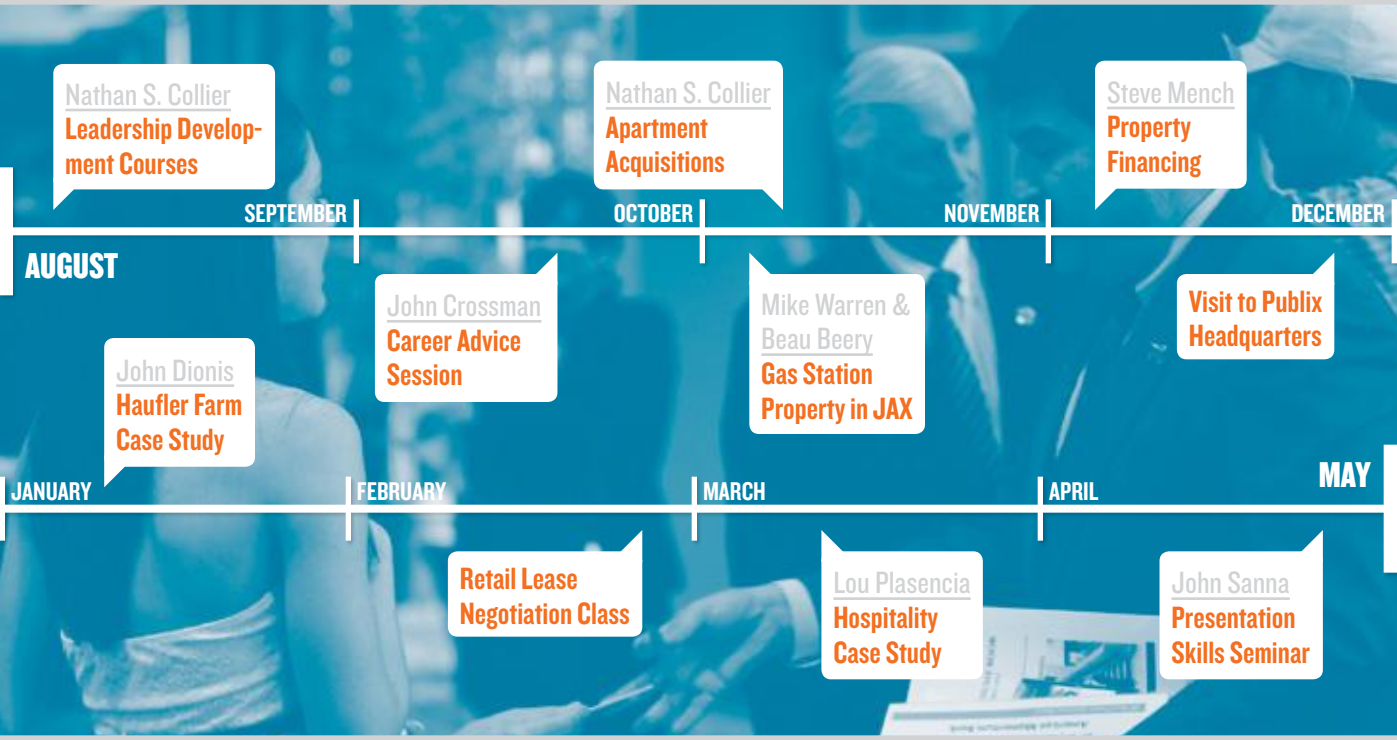 Nathan S. Collier
Leadership Develop-
ment Courses
Nathan S. Collier
Apartment
Acquisitions
Steve Mench
Property
Financing
SEPTEMBER
OCTOBER
NOVEMBER
DECEMBER
AUGUST
John Crossman
Career Advice
Session
Mike Warren &
Beau Beery
Gas Station
Property in JAX
Visit to Publix
Headquarters
John Dionis
Haufler Farm
Case Study
JANUARY
FEBRUARY
MARCH
APRIL
MAY
Retail Lease
Negotiation Class
Lou Plasencia
Hospitality
Case Study
John Sanna
Presentation
Skills Seminar